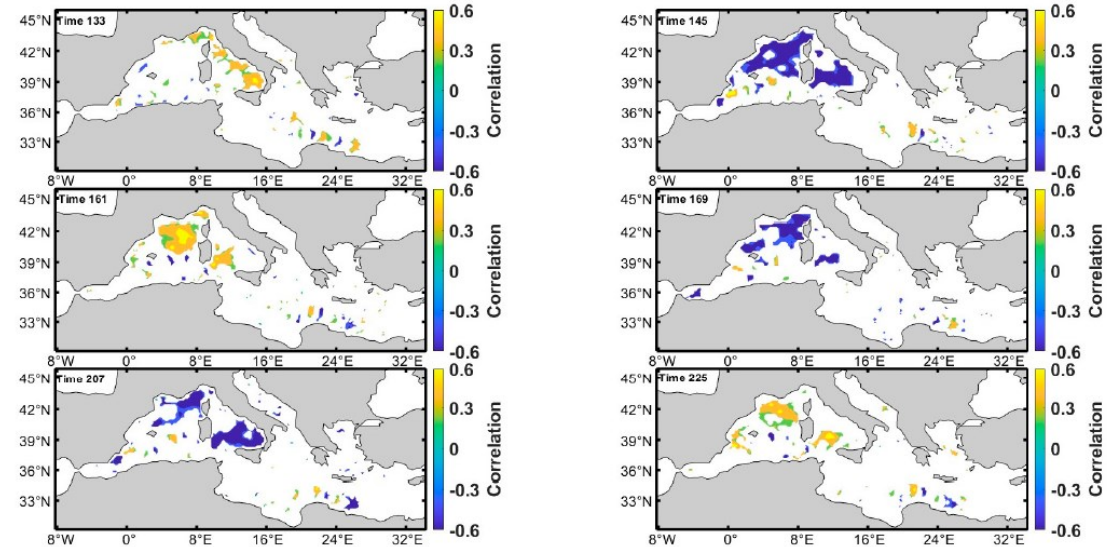 45°N Time 133 0.6
42°N 0.3
39°N 0
36°N -0.3
33°N -0.6
8°W 0° 8°E 16°E 24°E 32°E
Correlation
45°N Time 145 0.6
42°N 0.3
39°N 0
36°N -0.3
33°N -0.6
8°W 0° 8°E 16°E 24°E 32°E
Correlation
45°N Time 161 0.6
42°N 0.3
39°N 0
36°N -0.3
33°N -0.6
8°W 0° 8°E 16°E 24°E 32°E
Correlation
45°N Time 169 0.6
42°N 0.3
39°N 0
36°N -0.3
33°N -0.6
8°W 0° 8°E 16°E 24°E 32°E
Correlation
45°N Time 207 0.6
42°N 0.3
39°N 0
36°N -0.3
33°N -0.6
8°W 0° 8°E 16°E 24°E 32°E
Correlation
45°N Time 225 0.6
42°N 0.3
39°N 0
36°N -0.3
33°N -0.6
8°W 0° 8°E 16°E 24°E 32°E
Correlation